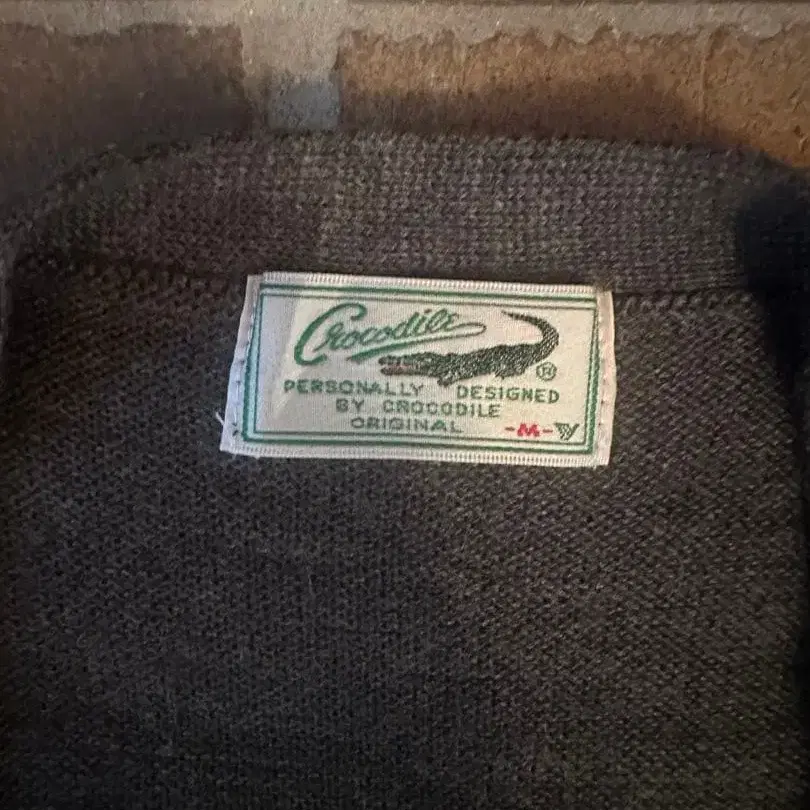 Crocodile
®
PERSONALLY DESIGNED
BY CROCODILE
ORIGINAL -M-